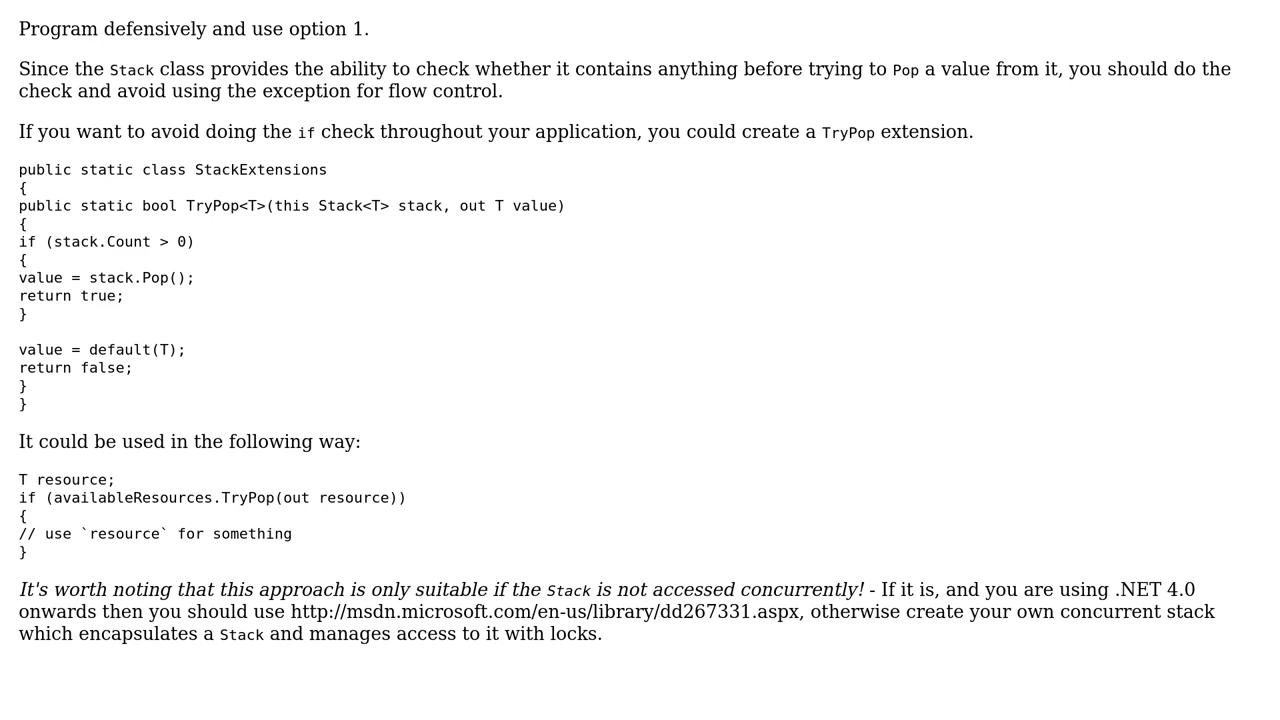 Program defensively and use option 1.
Since the Stack class provides the ability to check whether it contains anything before trying to Pop a value from it, you should do the
check and avoid using the exception for flow control.
If you want to avoid doing the if check throughout your application, you could create a TryPop extension.
public static class StackExtensions
{
public static bool TryPop<T>(this Stack<T> stack, out T value)
{
if (stack.Count > 0)
{
value = stack.Pop();
return true;
}
value = default(T);
return false;
}
}
It could be used in the following way:
T resource;
if (availableResources.TryPop(out resource))
{
// use `resource` for something
}
It's worth noting that this approach is only suitable if the Stack is not accessed concurrently! - If it is, and you are using .NET 4.0
onwards then you should use http://msdn.microsoft.com/en-us/library/dd267331.aspx, otherwise create your own concurrent stack
which encapsulates a Stack and manages access to it with locks.